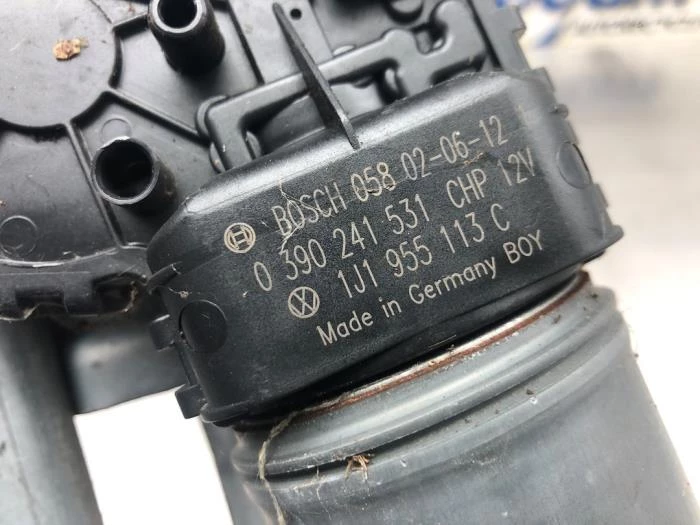 BOSCH 058 02-06-12
0 390 241 531 CHP 12V
1J1 955 113 C
Made in Germany BOY